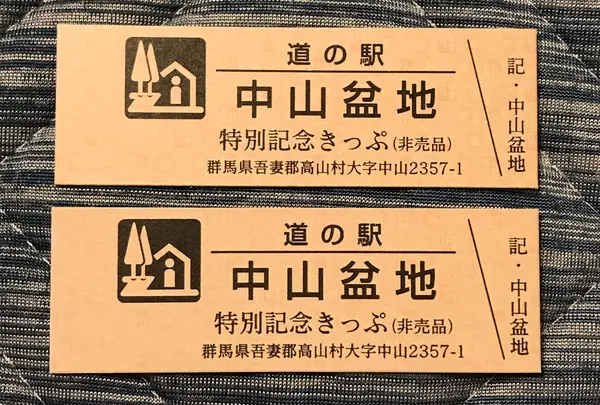 道の駅
中山盆地
特別記念きっぷ(非売品)
群馬県吾妻郡高山村大字中山2357-1
記・中山盆地
道の駅
中山盆地
特別記念きっぷ(非売品)
群馬県吾妻郡高山村大字中山2357-1
記・中山盆地